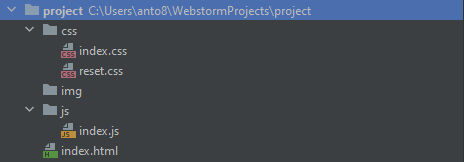 project C:\Users\anto8\WebstormProjects\project
css
index.css
reset.css
img
js
index.js
index.html